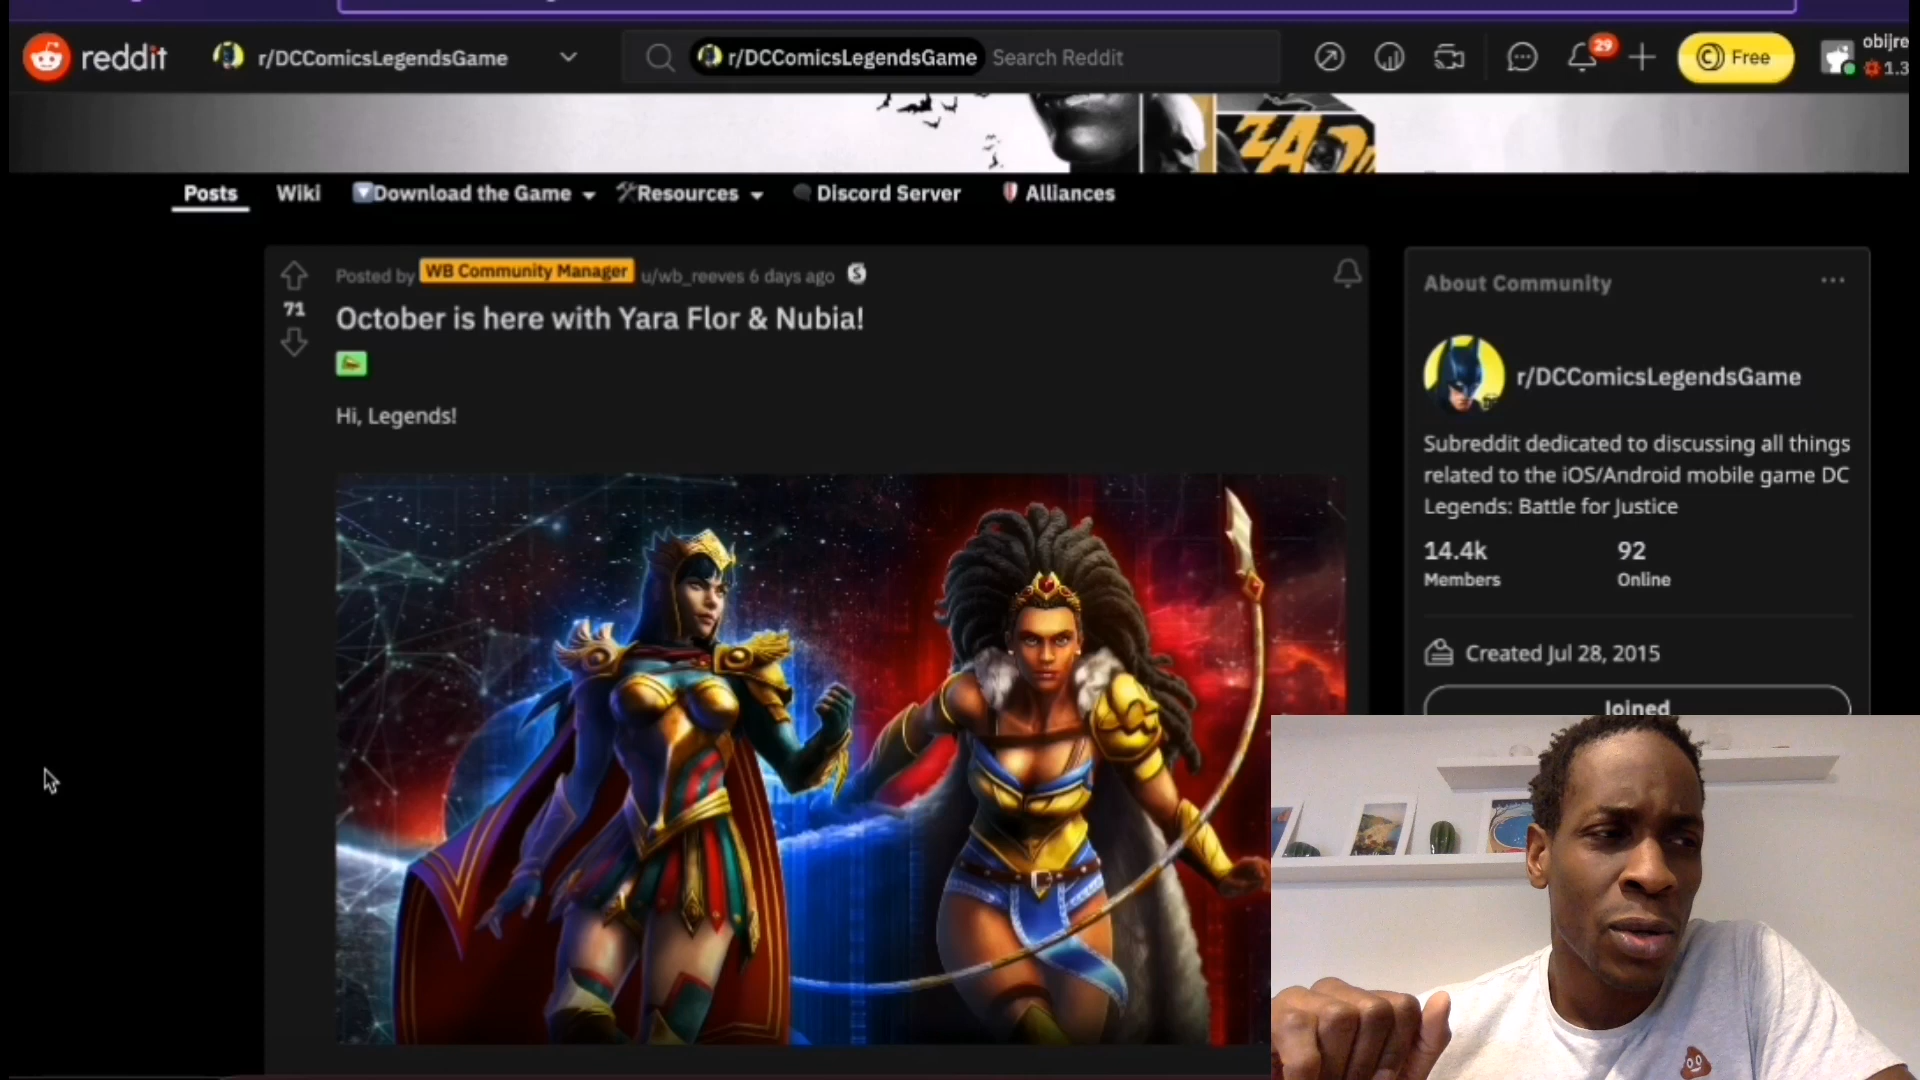 reddit
r/DCComicsLegendsGame
r/DCComicsLegendsGame Search Reddit
29
Free
obijre
1.3
Posts
Wiki
Download the Game
Resources
Discord Server
Alliances
71
Posted by WB Community Manager u/wb_reeves 6 days ago
October is here with Yara Flor & Nubia!
Hi, Legends!
About Community
r/DCComicsLegendsGame
Subreddit dedicated to discussing all things
related to the iOS/Android mobile game DC
Legends: Battle for Justice
14.4k
Members
92
Online
Created Jul 28, 2015
Joined